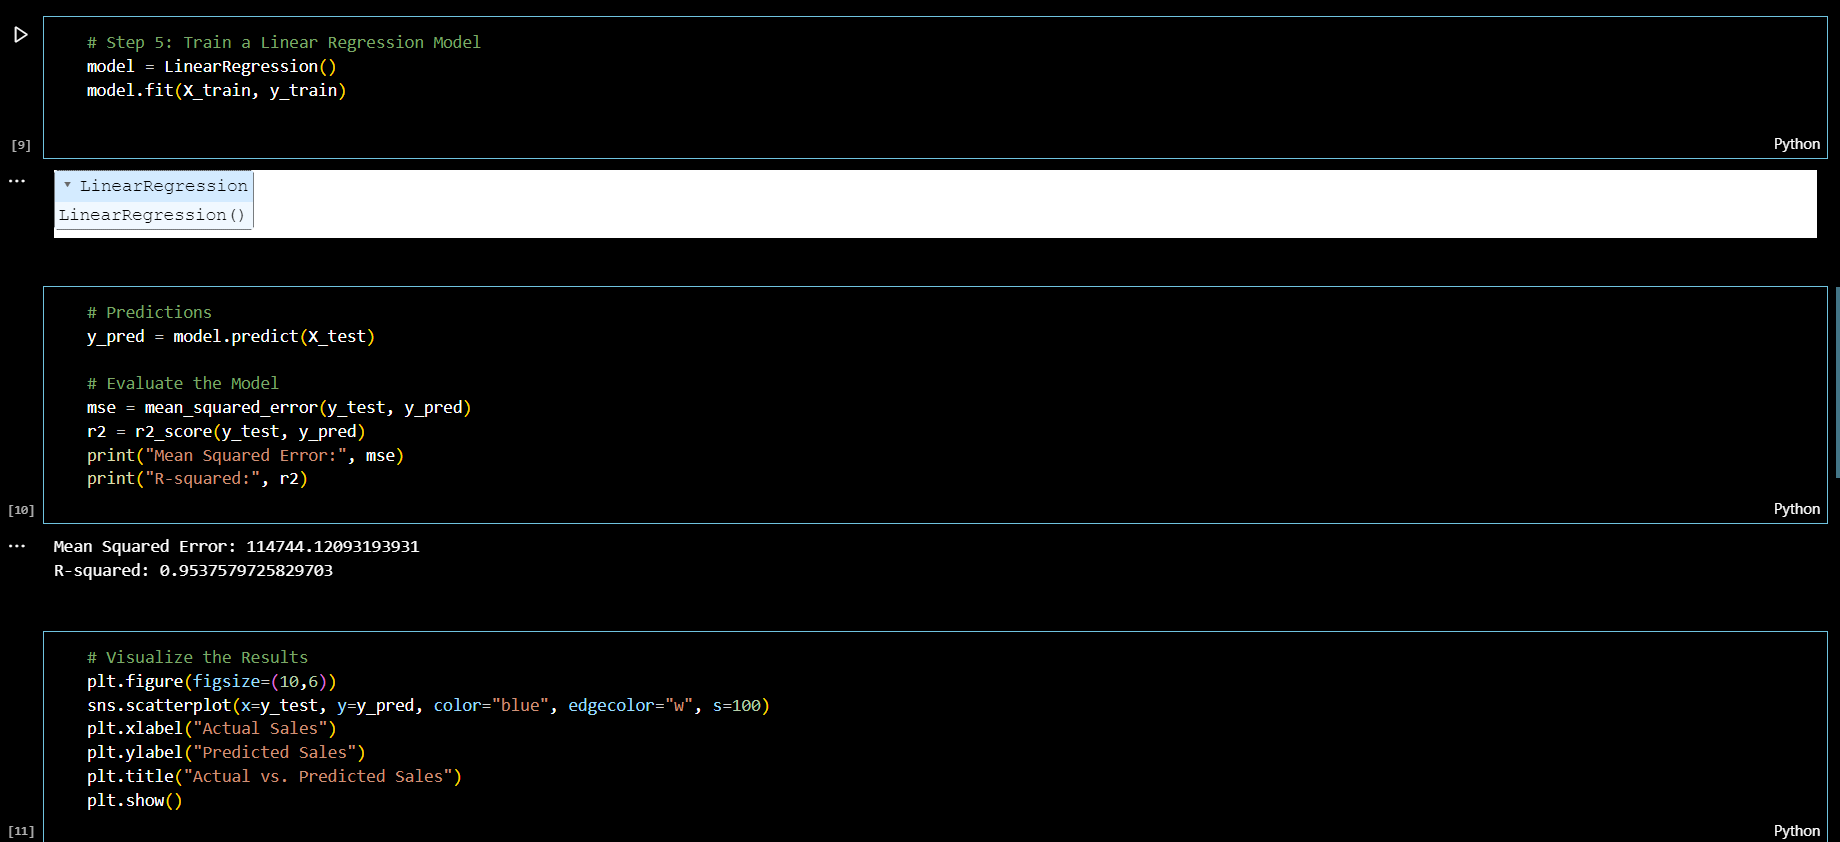 # Step 5: Train a Linear Regression Model
model = LinearRegression()
model.fit(X_train, y_train)
[9]
Python
...
▾ LinearRegression
LinearRegression()
# Predictions
y_pred = model.predict(X_test)
# Evaluate the Model
mse = mean_squared_error(y_test, y_pred)
r2 = r2_score(y_test, y_pred)
print("Mean Squared Error:", mse)
print("R-squared:", r2)
[10]
Python
...
Mean Squared Error: 114744.12093193931
R-squared: 0.9537579725829703
# Visualize the Results
plt.figure(figsize=(10,6))
sns.scatterplot(x=y_test, y=y_pred, color="blue", edgecolor="w", s=100)
plt.xlabel("Actual Sales")
plt.ylabel("Predicted Sales")
plt.title("Actual vs. Predicted Sales")
plt.show()
[11]
Python